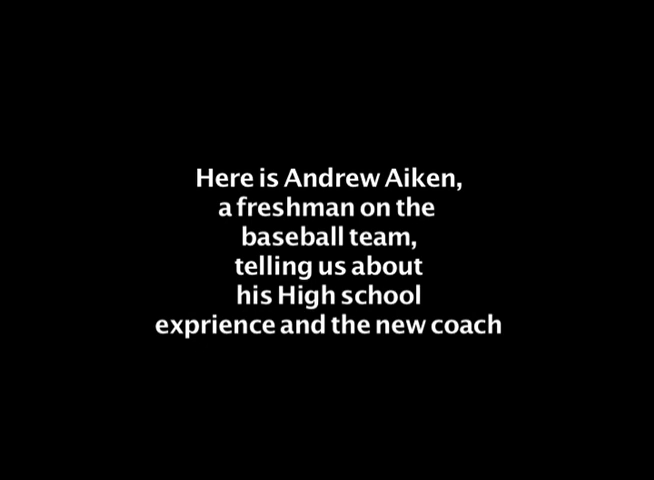 Here is Andrew Aiken,
a freshman on the
baseball team,
telling us about
his High school
exprience and the new coach